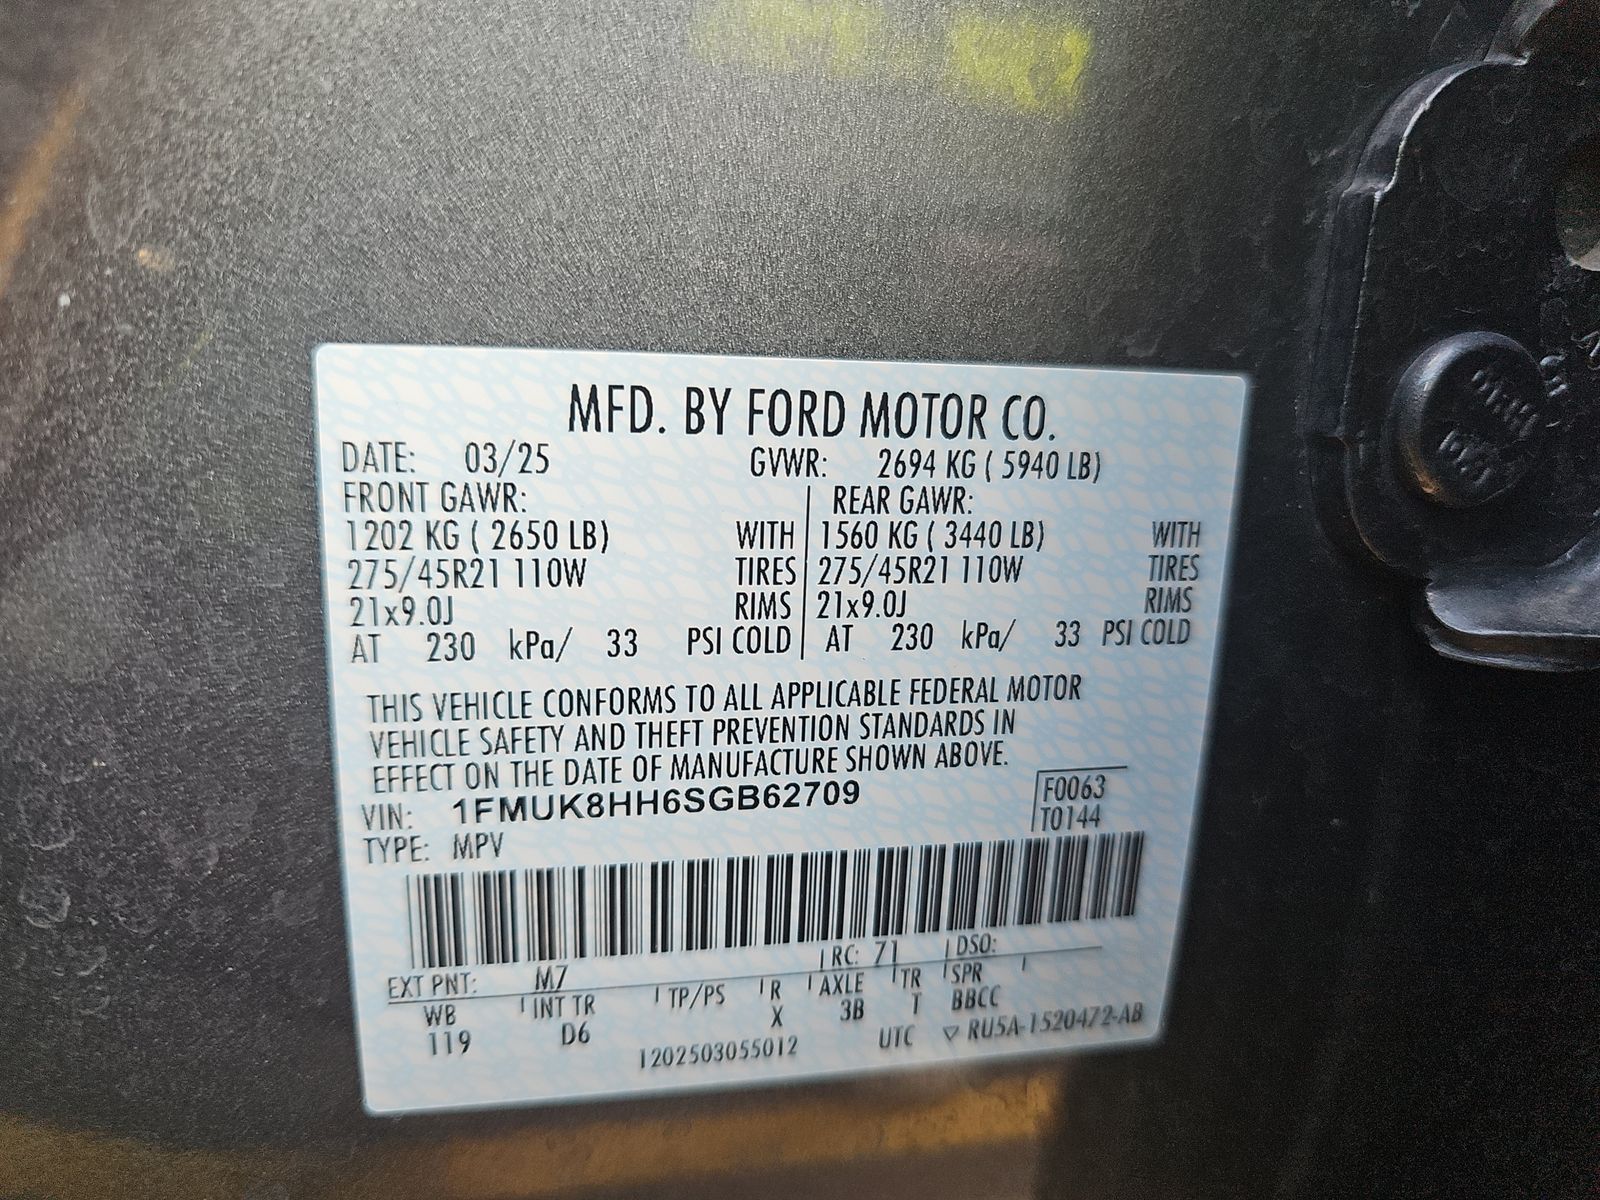 MFD. BY FORD MOTOR CO.
DATE: 03/25 GVWR: 2694 KG ( 5940 LB)
FRONT GAWR: REAR GAWR:
1202 KG ( 2650 LB) WITH 1560 KG ( 3440 LB) WITH
275/45R21 110W TIRES 275/45R21 110W TIRES
21x9.0J RIMS 21x9.0J RIMS
AT 230 kPa/ 33 PSI COLD AT 230 kPa/ 33 PSI COLD
THIS VEHICLE CONFORMS TO ALL APPLICABLE FEDERAL MOTOR
VEHICLE SAFETY AND THEFT PREVENTION STANDARDS IN
EFFECT ON THE DATE OF MANUFACTURE SHOWN ABOVE.
VIN: 1FMUK8HH6SGB62709 F0063
TYPE: MPV T0144
EXT PNT: M7 RC: 71 DSO:
WB INT TR TP/PS R AXLE TR SPR
119 D6 X 3B T BBCC
1202503055012 UTC ▽ RU5A-1520472-AB